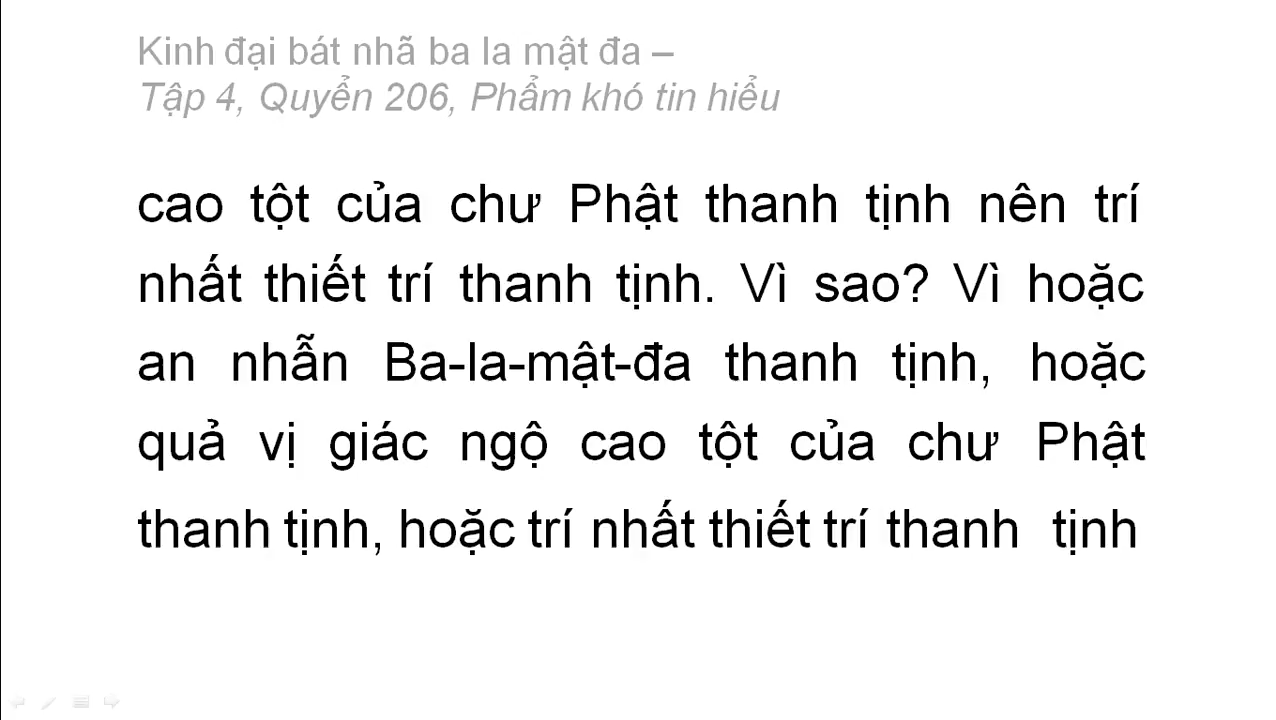 Kinh đại bát nhã ba la mật đa –
Tập 4, Quyển 206, Phẩm khó tin hiểu
cao tột của chư Phật thanh tịnh nên trí
nhất thiết trí thanh tịnh. Vì sao? Vì hoặc
an nhẫn Ba-la-mật-đa thanh tịnh, hoặc
quả vị giác ngộ cao tột của chư Phật
thanh tịnh, hoặc trí nhất thiết trí thanh tịnh